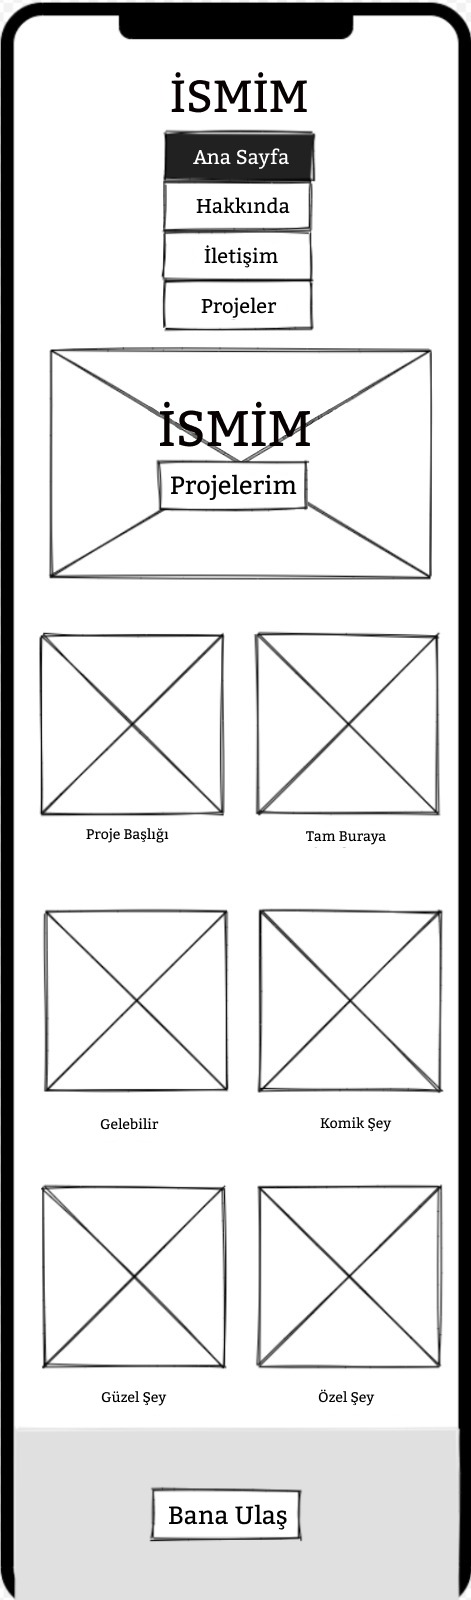 İSMİM
Ana Sayfa
Hakkında
İletişim
Projeler
İSMİM
Projelerim
Proje Başlığı
Tam Buraya
Gelebilir
Komik Şey
Güzel Şey
Özel Şey
Bana Ulaş